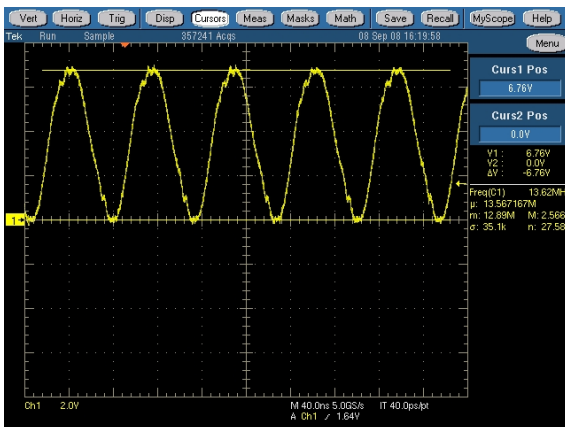 Vert Horiz Trig Disp Cursors Meas Masks Math Save Recall MyScope Help
Tek Run Sample 357241 Acqs 08 Sep 08 16:19:58
Menu
Curs1 Pos
6.76V
Curs2 Pos
0.0V
V1: 6.76V
V2: 0.0V
ΔV: -6.76V
Freq(C1) 13.62MH
µ: 13.567167M
m: 12.89M M: 2.566
σ: 35.1k n: 27.58
1
Ch1 2.0V M 40.0ns 5.0GS/s IT 40.0ps/pt
A Ch1 / 1.64V